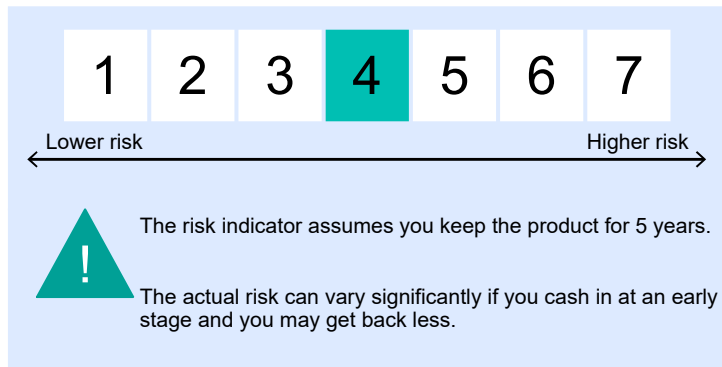 1 2 3 4 5 6 7
Lower risk Higher risk
!
The risk indicator assumes you keep the product for 5 years.
The actual risk can vary significantly if you cash in at an early
stage and you may get back less.